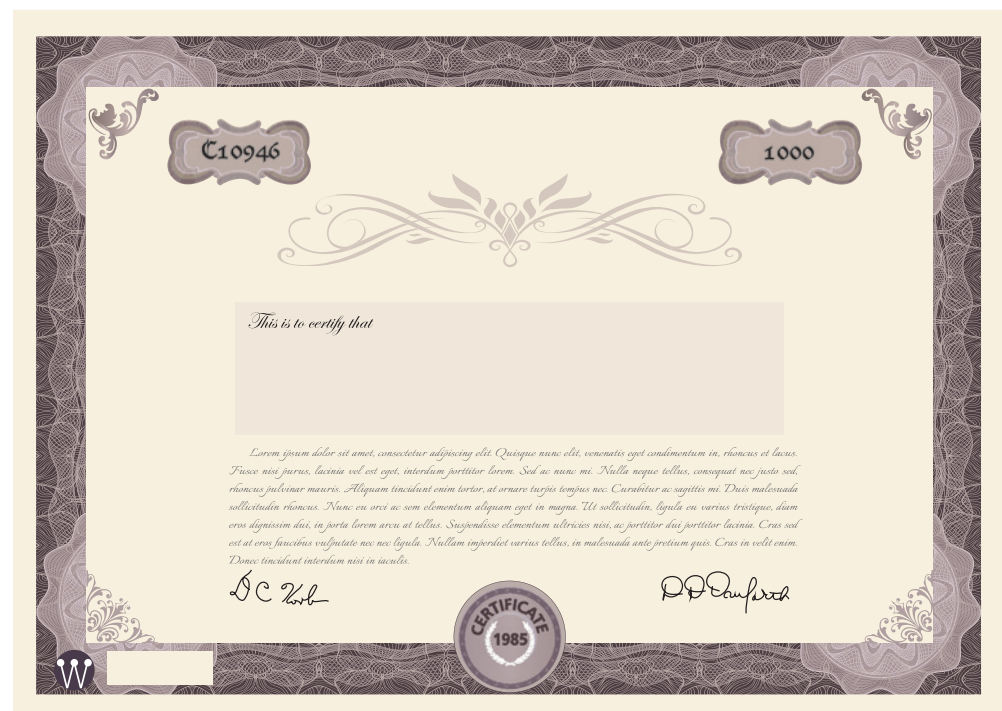 C10946
1000
This is to certify that
Lorem ipsum dolor sit amet, consectetur adipiscing elit. Quisque nunc elit, venenatis eget condimentum in, rhoncus et lacus.
Fusce nisi purus, lacinia vel est eget, interdum porttitor lorem. Sed ac nunc mi. Nulla neque tellus, consequat nec justo sed,
rhoncus pulvinar mauris. Aliquam tincidunt enim tortor, at ornare turpis tempus nec. Curabitur ac sagittis mi. Duis malesuada
sollicitudin rhoncus. Nunc eu orci ac sem elementum aliquam eget in magna. Ut sollicitudin, ligula eu varius tristique, diam
eros dignissim dui, in porta lorem arcu at tellus. Suspendisse elementum ultricies nisi, ac porttitor dui porttitor lacinia. Cras sed
est at eros faucibus vulputate nec nec ligula. Nullam imperdiet varius tellus, in malesuada ante pretium quis. Cras in velit enim.
Donec tincidunt interdum nisi in iaculis.
D C
D D Danforth
CERTIFICATE
1985
W